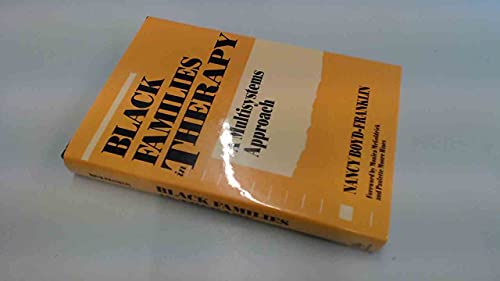 BLACK
FAMILIES
in THERAPY
A Multisystems
Approach
NANCY BOYD-FRANKLIN
Foreword by Monica McGoldrick
and Paulette Moore Hines
BLACK FAMILIES